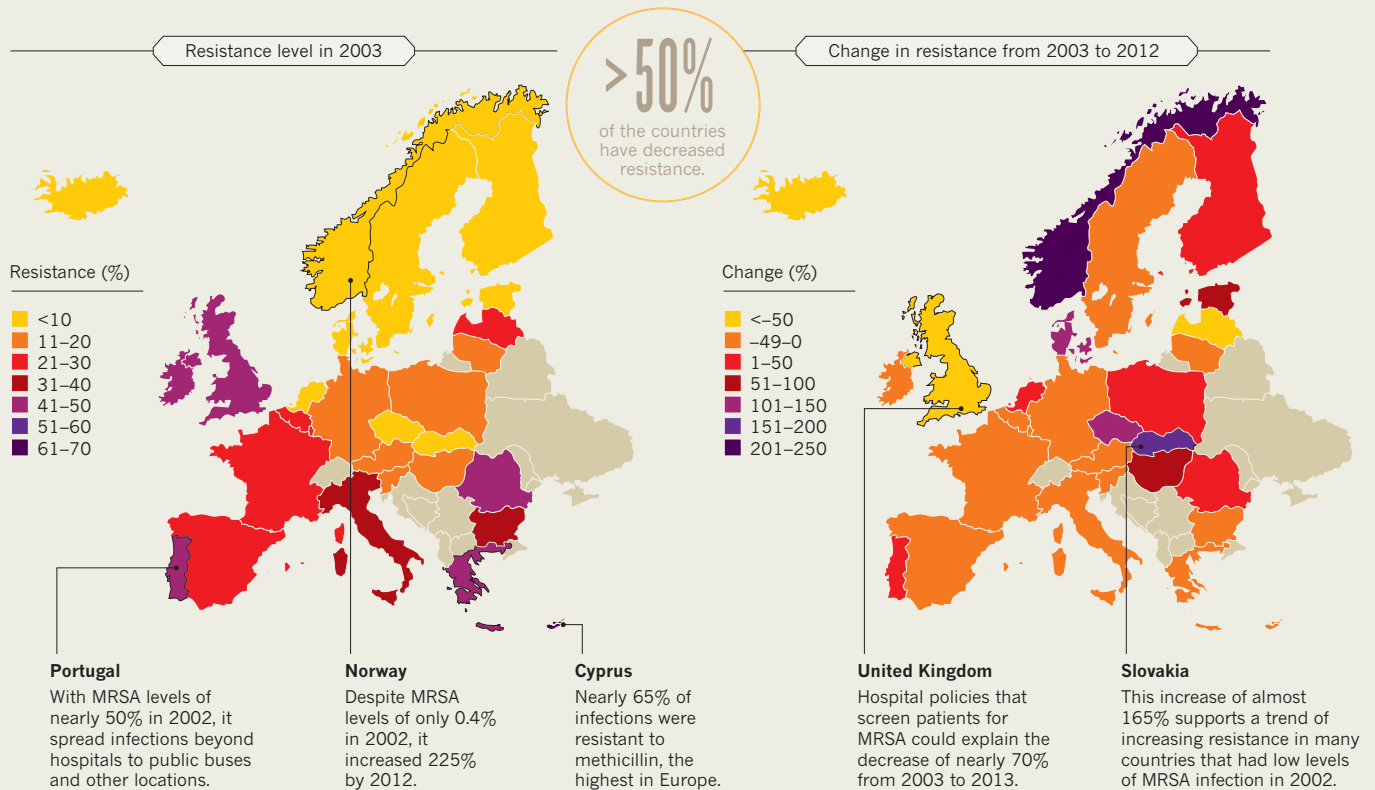 Resistance level in 2003
>50%
of the countries
have decreased
resistance.
Change in resistance from 2003 to 2012
Resistance (%)
<10
11–20
21–30
31–40
41–50
51–60
61–70
Change (%)
<–50
–49–0
1–50
51–100
101–150
151–200
201–250
Portugal
With MRSA levels of
nearly 50% in 2002, it
spread infections beyond
hospitals to public buses
and other locations.
Norway
Despite MRSA
levels of only 0.4%
in 2002, it
increased 225%
by 2012.
Cyprus
Nearly 65% of
infections were
resistant to
methicillin, the
highest in Europe.
United Kingdom
Hospital policies that
screen patients for
MRSA could explain the
decrease of nearly 70%
from 2003 to 2013.
Slovakia
This increase of almost
165% supports a trend of
increasing resistance in many
countries that had low levels
of MRSA infection in 2002.